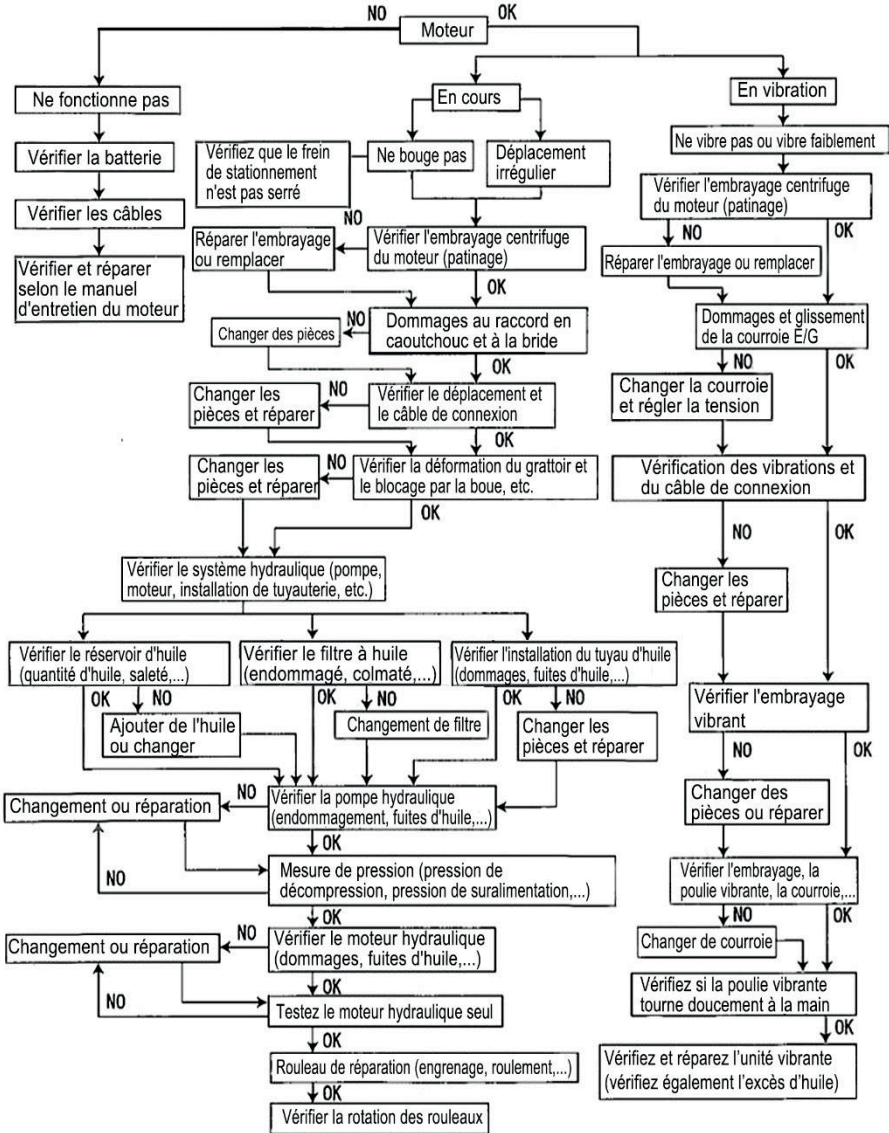 NO
OK
Moteur
Ne fonctionne pas
En cours
En vibration
Vérifier la batterie
Vérifiez que le frein
de stationnement
n'est pas serré
Ne bouge pas
Déplacement
irrégulier
Ne vibre pas ou vibre faiblement
Vérifier les câbles
Vérifier l'embrayage centrifuge
du moteur (patinage)
NO
OK
Vérifier et réparer
selon le manuel
d'entretien du moteur
Réparer l'embrayage
ou remplacer
NO
Vérifier l'embrayage centrifuge
du moteur (patinage)
OK
Réparer l'embrayage ou remplacer
Changer des pièces
NO
Dommages au raccord en
caoutchouc et à la bride
OK
Dommages et glissement
de la courroie E/G
NO
OK
Changer les
pièces et réparer
NO
Vérifier le déplacement et
le câble de connexion
OK
Changer la courroie
et régler la tension
Changer les
pièces et réparer
NO
Vérifier la déformation du grattoir et
le blocage par la boue, etc.
OK
Vérification des vibrations et
du câble de connexion
NO
OK
Vérifier le système hydraulique (pompe,
moteur, installation de tuyauterie, etc.)
Changer les
pièces et réparer
Vérifier le réservoir d'huile
(quantité d'huile, saleté,...)
Vérifier le filtre à huile
(endommagé, colmaté,...)
Vérifier l'installation du tuyau d'huile
(dommages, fuites d'huile,...)
OK
NO
OK
NO
OK
NO
Vérifier l'embrayage
vibrant
NO
OK
Ajouter de l'huile
ou changer
Changement de filtre
Changer les
pièces et réparer
Changer des
pièces ou réparer
Changement ou réparation
NO
Vérifier la pompe hydraulique
(endommagement, fuites d'huile,...)
OK
NO
Mesure de pression (pression de
décompression, pression de suralimentation,...)
OK
Vérifier l'embrayage, la
poulie vibrante, la courroie,...
NO
OK
Changement ou réparation
NO
Vérifier le moteur hydraulique
(dommages, fuites d'huile,...)
OK
Changer de courroie
NO
Testez le moteur hydraulique seul
OK
Vérifiez si la poulie vibrante
tourne doucement à la main
OK
Rouleau de réparation (engrenage, roulement,...)
OK
Vérifiez et réparez l'unité vibrante
(vérifiez également l'excès d'huile)
Vérifier la rotation des rouleaux